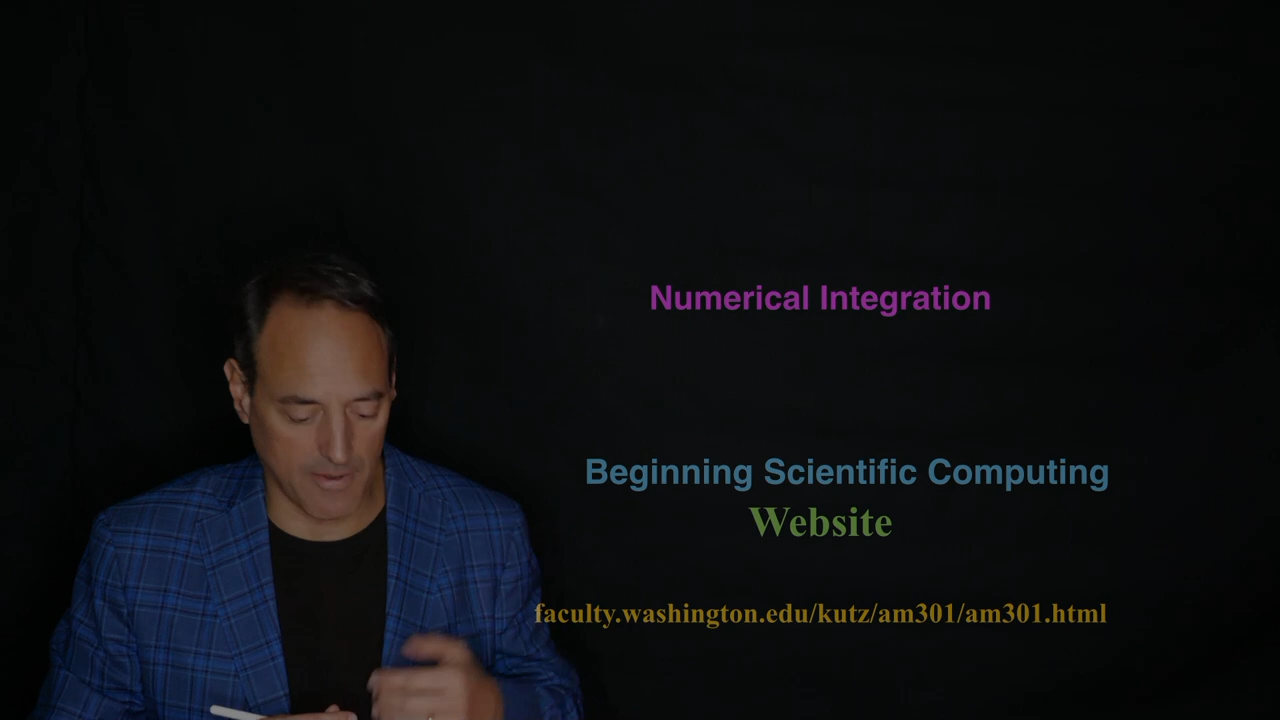 Numerical Integration
Beginning Scientific Computing
Website
faculty.washington.edu/kutz/am301/am301.html